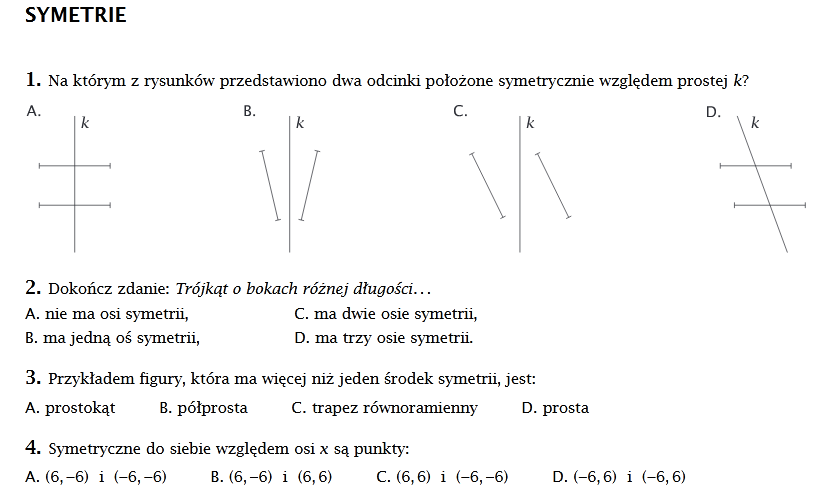 SYMETRIE
1. Na którym z rysunków przedstawiono dwa odcinki położone symetrycznie względem prostej k?
A. B. C. D.
k k k k
2. Dokończ zdanie: Trójkąt o bokach różnej długości...
A. nie ma osi symetrii, C. ma dwie osie symetrii,
B. ma jedną oś symetrii, D. ma trzy osie symetrii.
3. Przykładem figury, która ma więcej niż jeden środek symetrii, jest:
A. prostokąt B. półprosta C. trapez równoramienny D. prosta
4. Symetryczne do siebie względem osi x są punkty:
A. (6,−6) i (−6,−6) B. (6,−6) i (6,6) C. (6,6) i (−6,−6) D. (−6,6) i (−6,6)